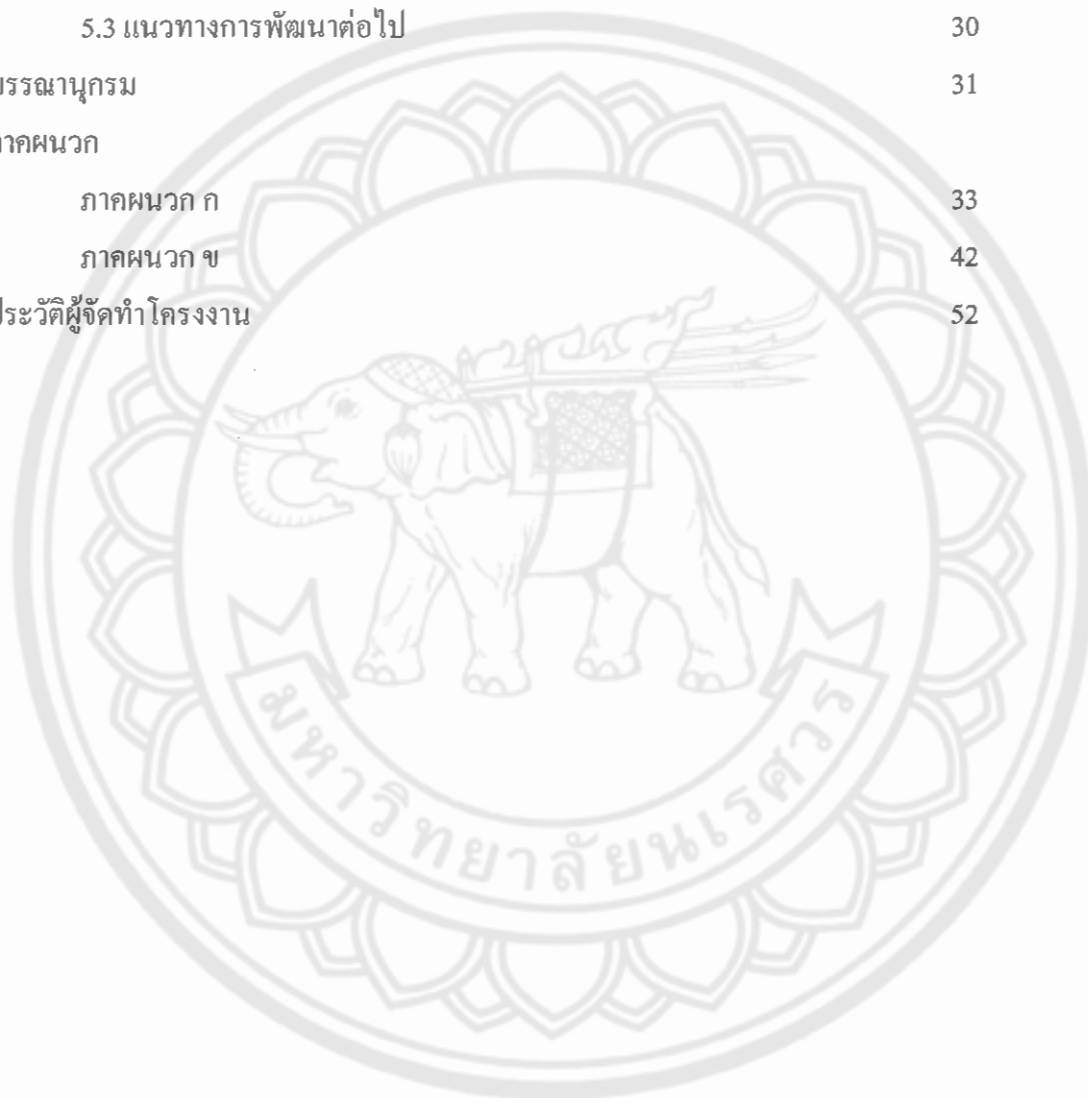 5.3 แนวทางการพัฒนาต่อไป 30
บรรณานุกรม 31
ภาคผนวก
ภาคผนวก ก 33
ภาคผนวก ข 42
ประวัติผู้จัดทำโครงงาน 52
มหาวิทยาลัยนเรศวร